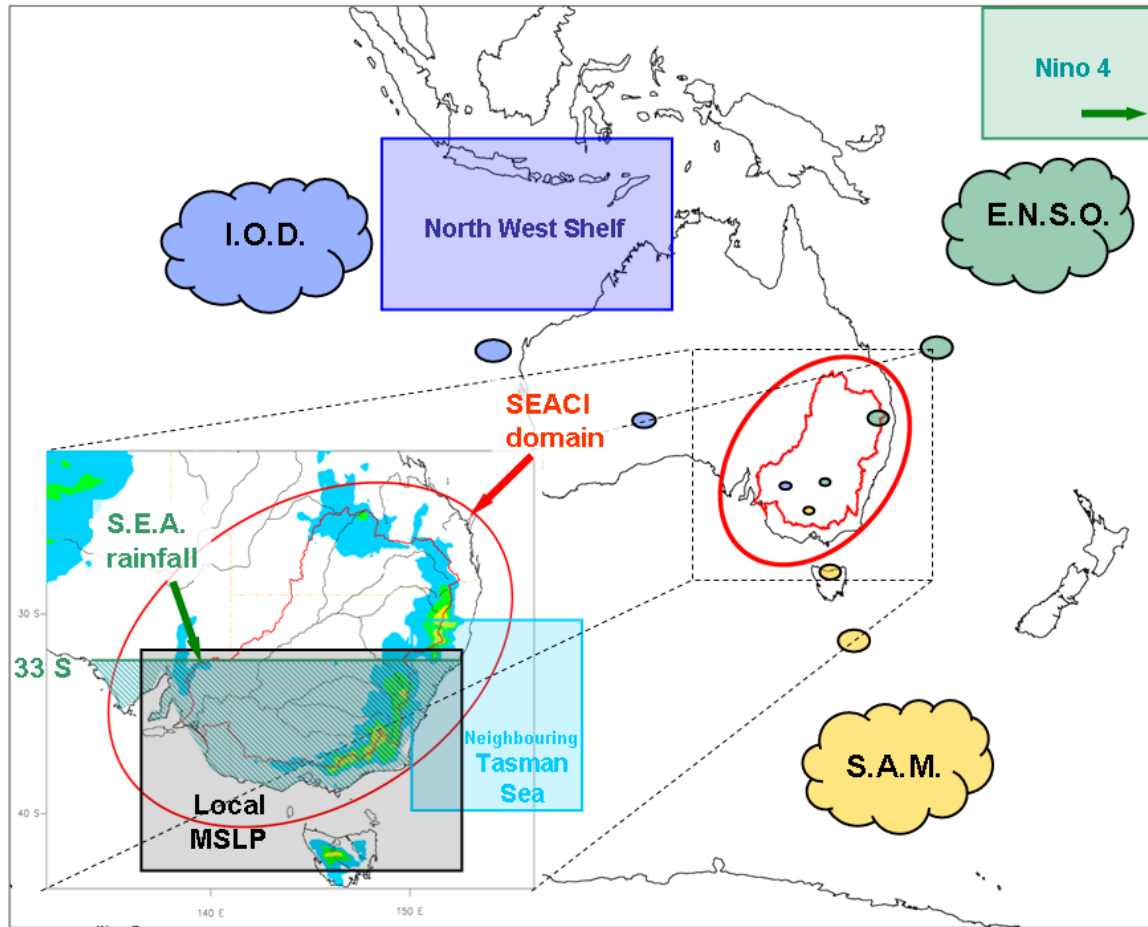 Nino 4
I.O.D.
North West Shelf
E.N.S.O.
SEACI
domain
S.E.A.
rainfall
30 S
33 S
Neighbouring
Tasman
Sea
Local
MSLP
S.A.M.
40 S
140 E
150 E